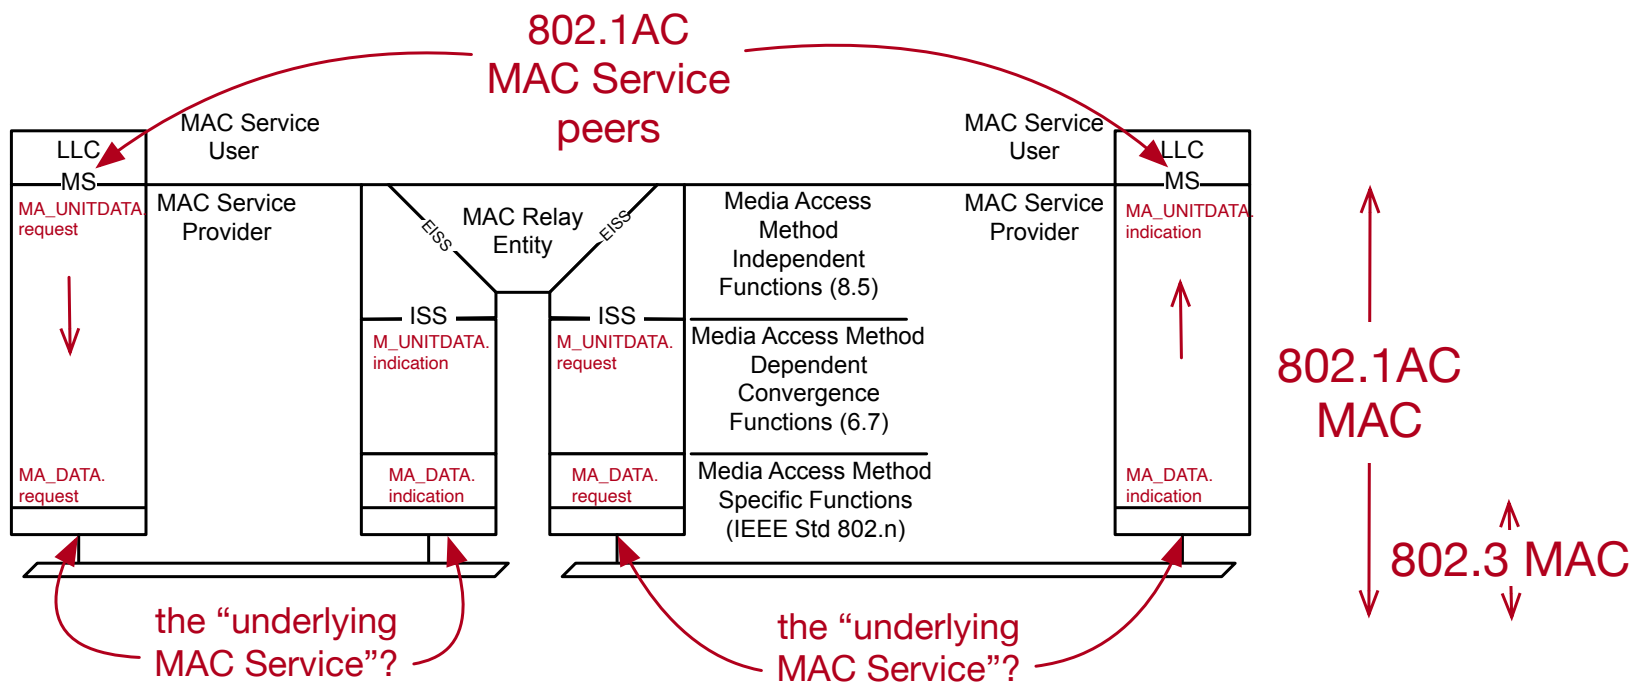 802.1AC
MAC Service
peers
LLC
MS
MAC Service
User
MAC Service
User
LLC
MS
MA_UNITDATA.
request
MAC Service
Provider
EISS
MAC Relay
Entity
EISS
Media Access
Method
Independent
Functions (8.5)
MAC Service
Provider
MA_UNITDATA.
indication
ISS
M_UNITDATA.
indication
ISS
M_UNITDATA.
request
Media Access Method
Dependent
Convergence
Functions (6.7)
802.1AC
MAC
MA_DATA.
request
MA_DATA.
indication
MA_DATA.
request
Media Access Method
Specific Functions
(IEEE Std 802.n)
MA_DATA.
indication
802.3 MAC
the “underlying
MAC Service”?
the “underlying
MAC Service”?